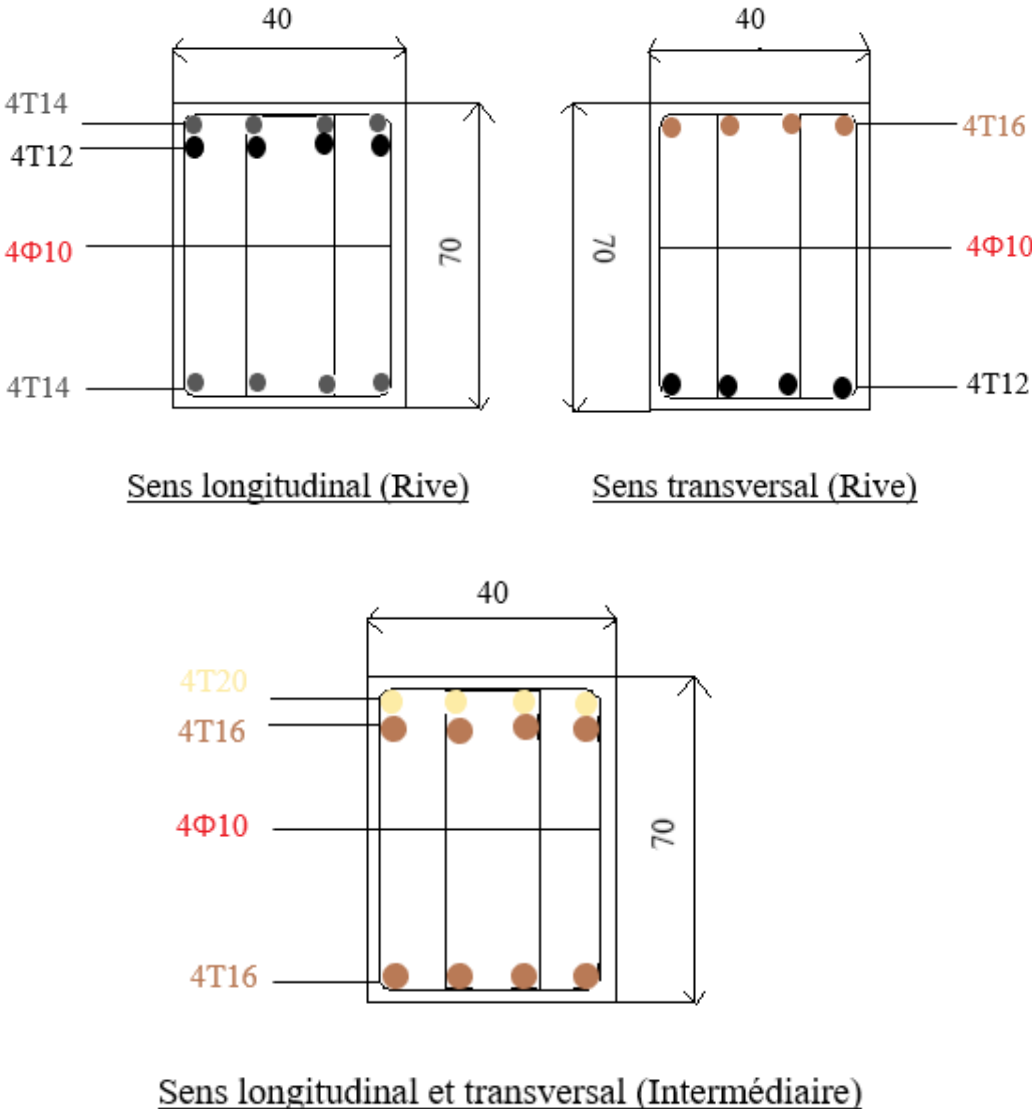 40
4T14
4T12
4Φ10
4T14
70
Sens longitudinal (Rive)
40
70
4T16
4Φ10
4T12
Sens transversal (Rive)
40
4T20
4T16
4Φ10
4T16
70
Sens longitudinal et transversal (Intermédiaire)